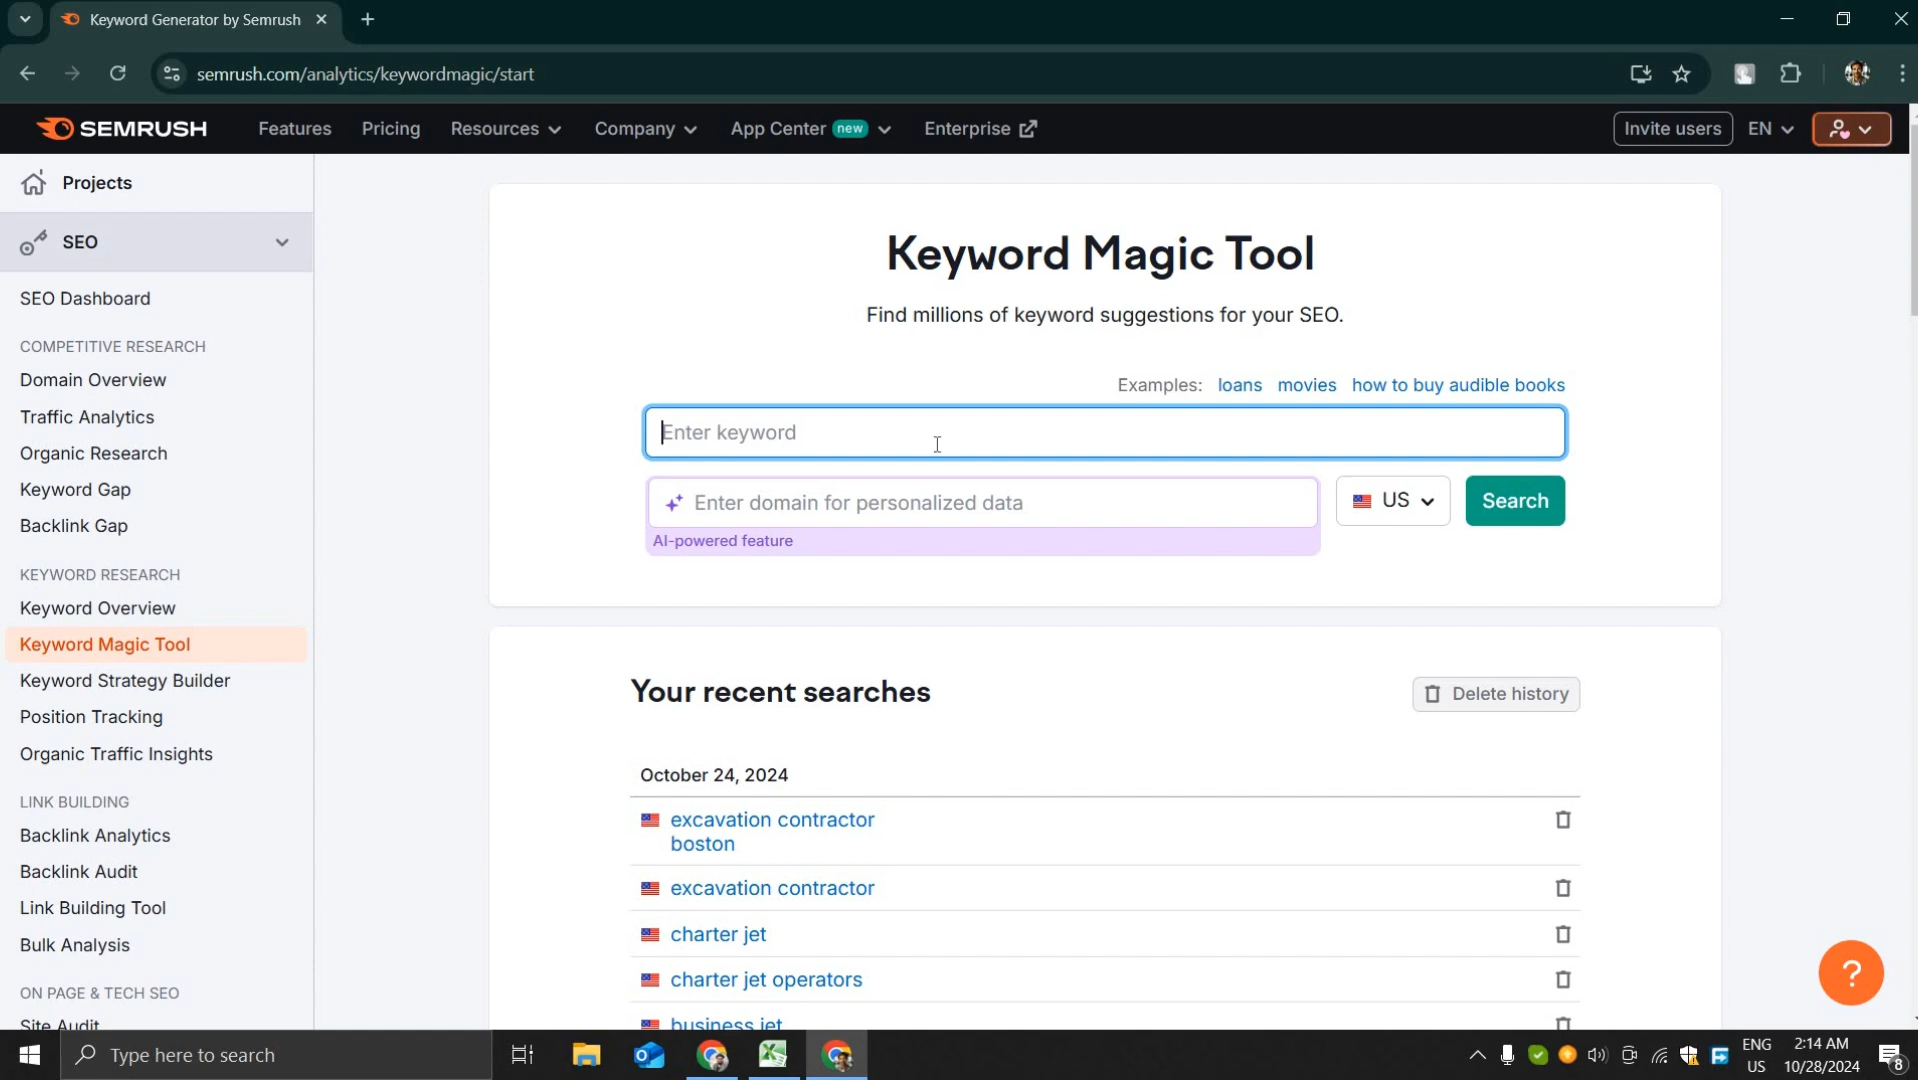 Keyword Generator by Semrush
semrush.com/analytics/keywordmagic/start
SEMRUSH
Features
Pricing
Resources
Company
App Center new
Enterprise
Invite users
EN
Projects
SEO
SEO Dashboard
COMPETITIVE RESEARCH
Domain Overview
Traffic Analytics
Organic Research
Keyword Gap
Backlink Gap
KEYWORD RESEARCH
Keyword Overview
Keyword Magic Tool
Keyword Strategy Builder
Position Tracking
Organic Traffic Insights
LINK BUILDING
Backlink Analytics
Backlink Audit
Link Building Tool
Bulk Analysis
ON PAGE & TECH SEO
Site Audit
Keyword Magic Tool
Find millions of keyword suggestions for your SEO.
Examples: loans movies how to buy audible books
Enter keyword
Enter domain for personalized data
AI-powered feature
US
Search
Your recent searches
Delete history
October 24, 2024
excavation contractor
boston
excavation contractor
charter jet
charter jet operators
business jet
?
Type here to search
ENG
US
2:14 AM
10/28/2024
8